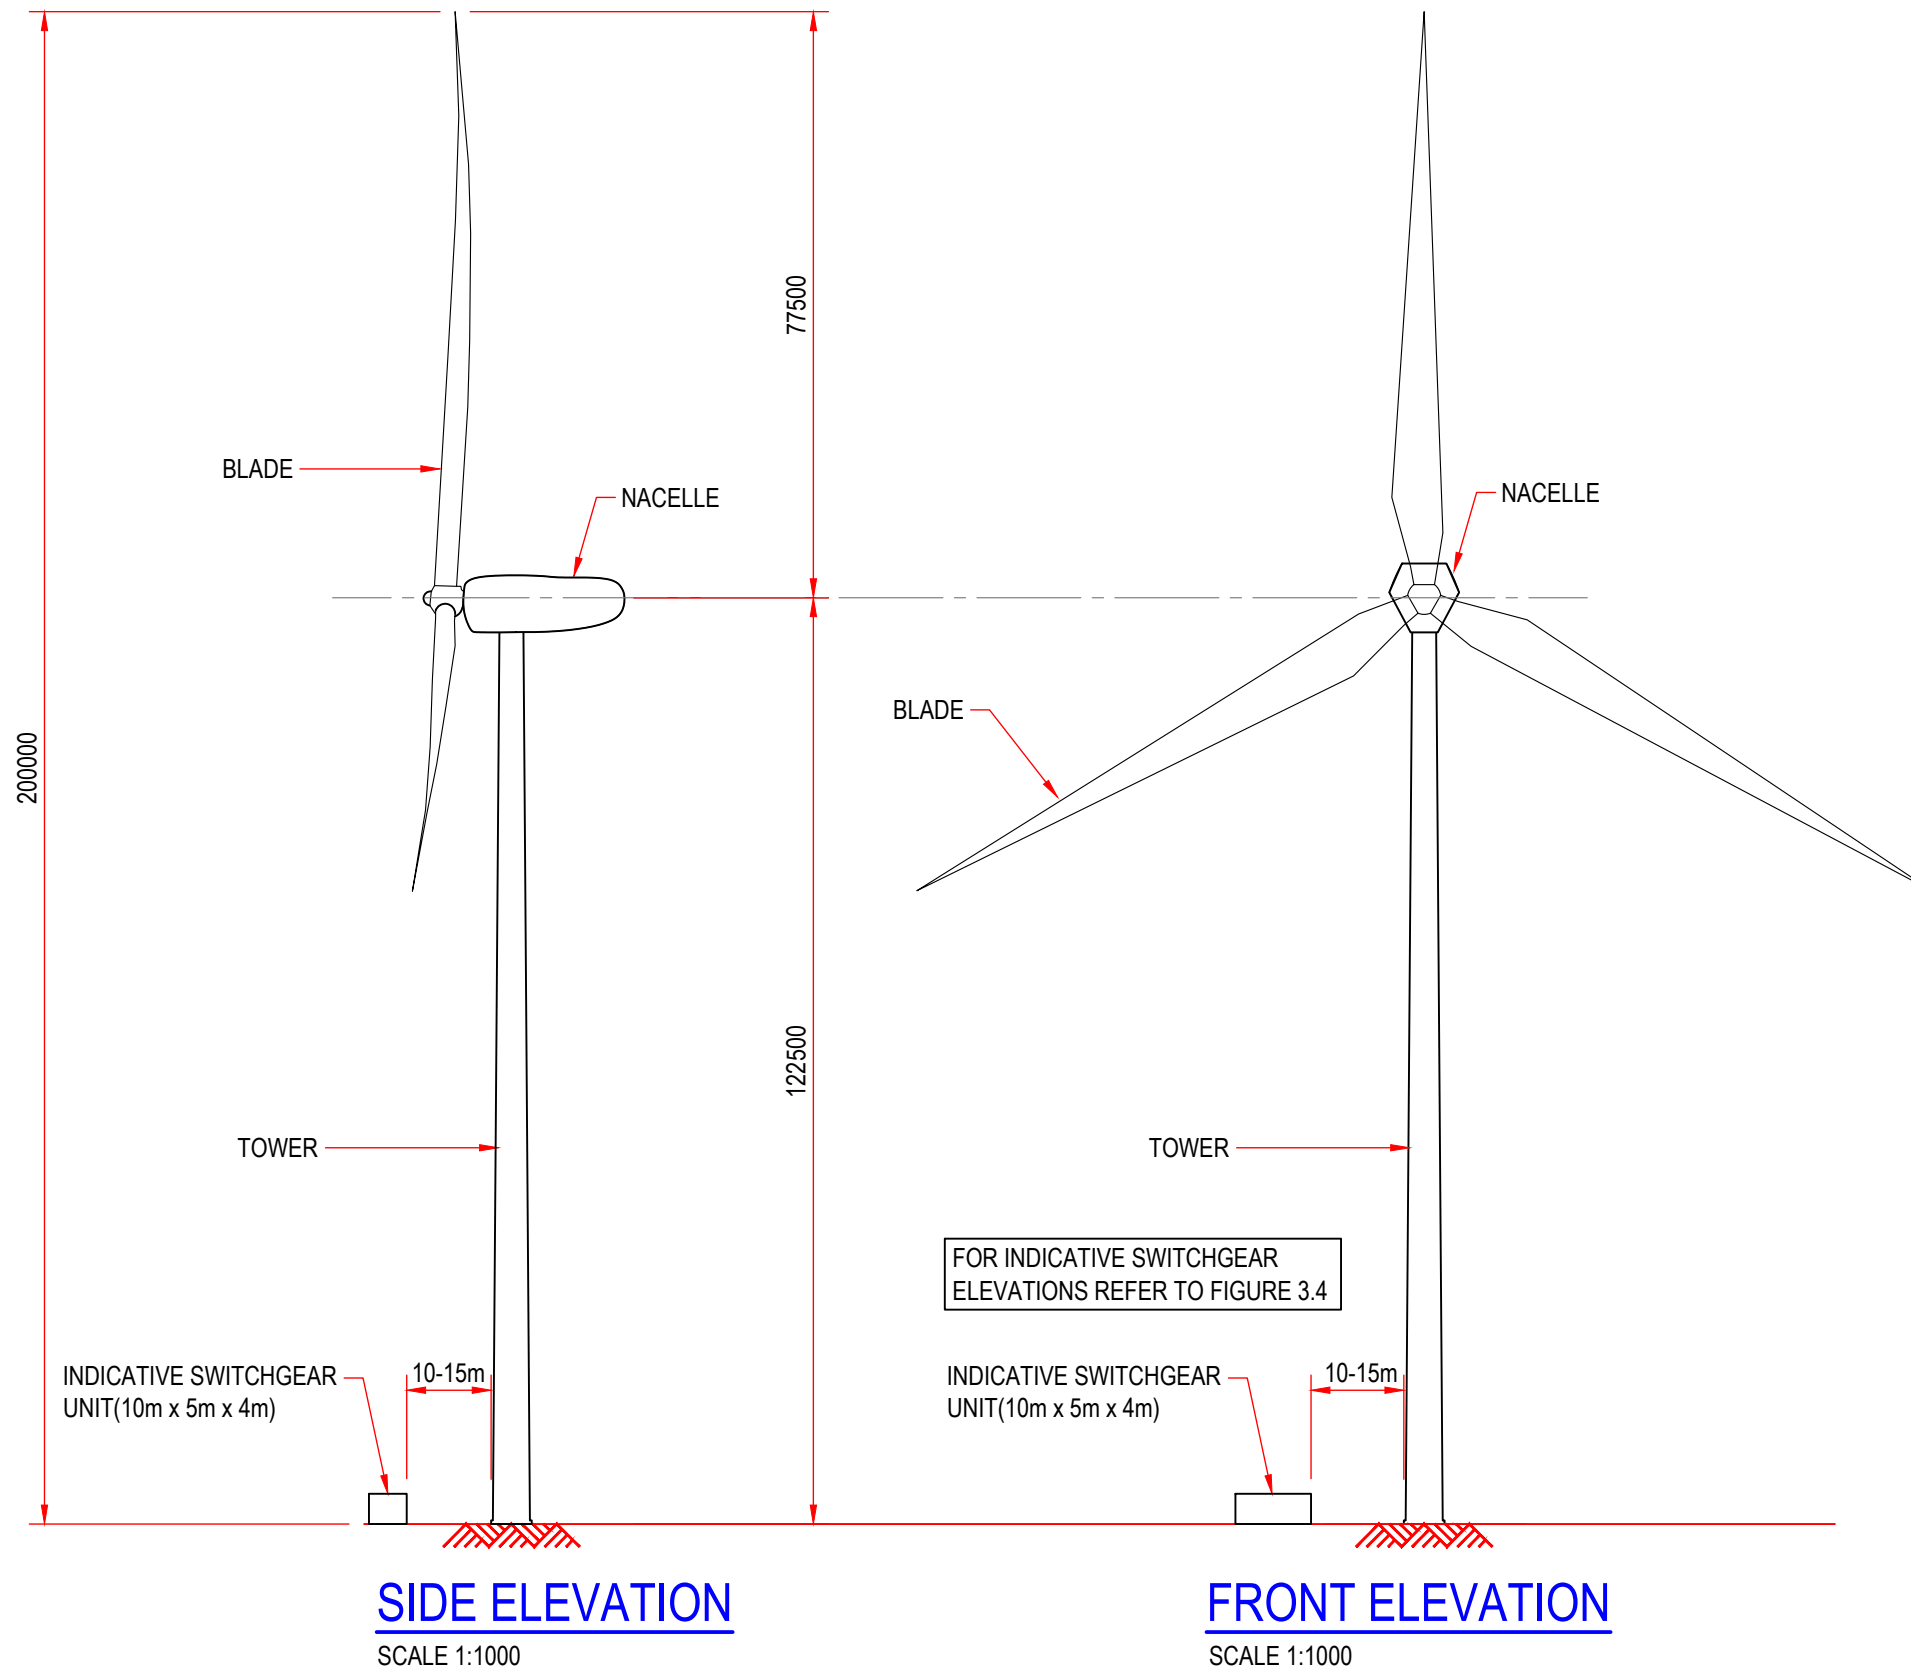 200000
77500
BLADE
NACELLE
NACELLE
BLADE
122500
TOWER
TOWER
FOR INDICATIVE SWITCHGEAR
ELEVATIONS REFER TO FIGURE 3.4
INDICATIVE SWITCHGEAR
UNIT(10m x 5m x 4m)
10-15m
INDICATIVE SWITCHGEAR
UNIT(10m x 5m x 4m)
10-15m
SIDE ELEVATION
SCALE 1:1000
FRONT ELEVATION
SCALE 1:1000